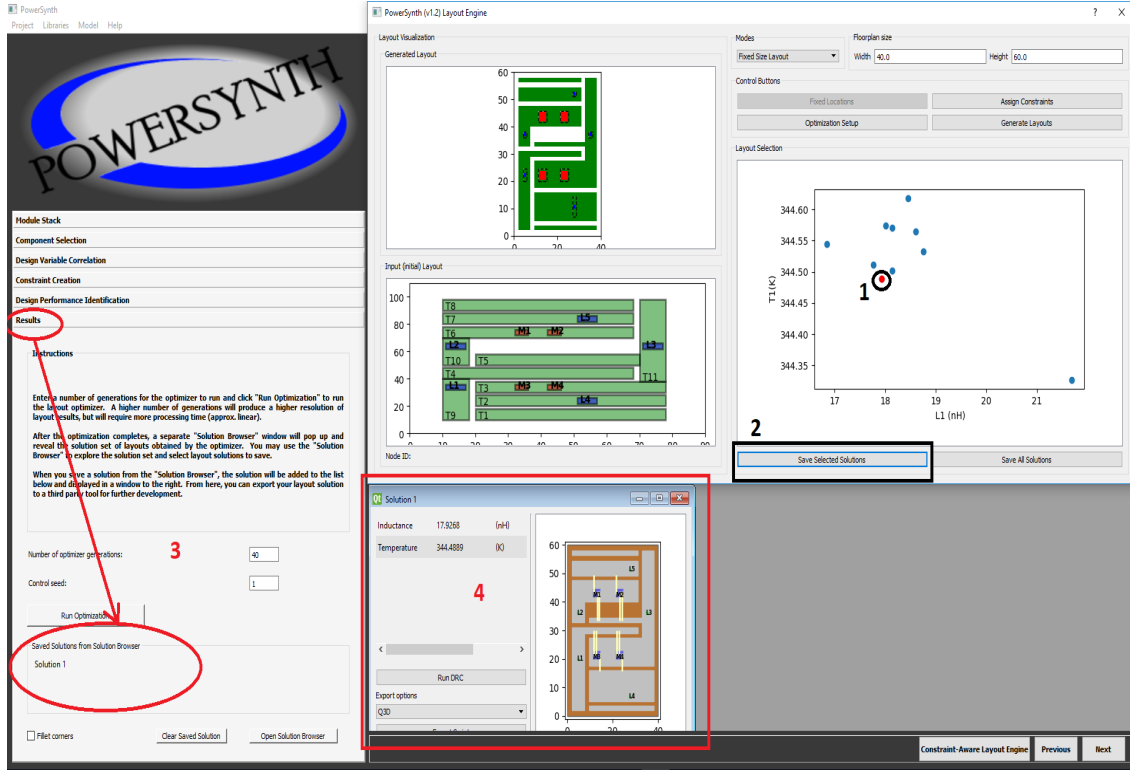 PowerSynth
Project Libraries Model Help
POWERSYNTH
Module Stack
Component Selection
Design Variable Correlation
Constraint Creation
Design Performance Identification
Results
Instructions
Enter a number of generations for the optimizer to run and click "Run Optimization" to run
the layout optimizer. A higher number of generations will produce a higher resolution of
layout results, but will require more processing time (approx. linear).
After the optimization completes, a separate "Solution Browser" window will pop up and
reveal the solution set of layouts obtained by the optimizer. You may use the "Solution
Browser" to explore the solution set and select layout solutions to save.
When you save a solution from the "Solution Browser", the solution will be added to the list
below and displayed in a window to the right. From here, you can export your layout solution
to a third party tool for further development.
3
Number of optimizer generations: 40
Control seed: 1
Run Optimization
Saved Solutions from Solution Browser
Solution 1
Fillet corners Clear Saved Solution Open Solution Browser
PowerSynth (v1.2) Layout Engine ? X
Layout Visualization
Generated Layout
60
50
40
30
20
10
0
0 20 40
Input (initial) Layout
100
80
60
40
20
0
T8
T7 L5
T6 M1 M2
L2 L3
T10 T5
T4 T11
L1 T3 M3 M4
T2 L4
T9 T1
0 10 20 30 40 50 60 70 80 90
Node ID:
Modes
Fixed Size Layout
Floorplan size
Width 40.0 Height 60.0
Control Buttons
Fixed Locations Assign Constraints
Optimization Setup Generate Layouts
Layout Selection
344.60
344.55
344.50
344.45
344.40
344.35
T1(K)
1
17 18 19 20 21
L1 (nH)
2
Save Selected Solutions Save All Solutions
Qt Solution 1
Inductance 17.9268 (nH)
Temperature 344.4889 (K)
4
Run DRC
Export options
Q3D
60
50
40
30
20
10
0
L5
M1 M2
L2 L3
L1 M3 M4
L4
0 20 40
Constraint-Aware Layout Engine Previous Next